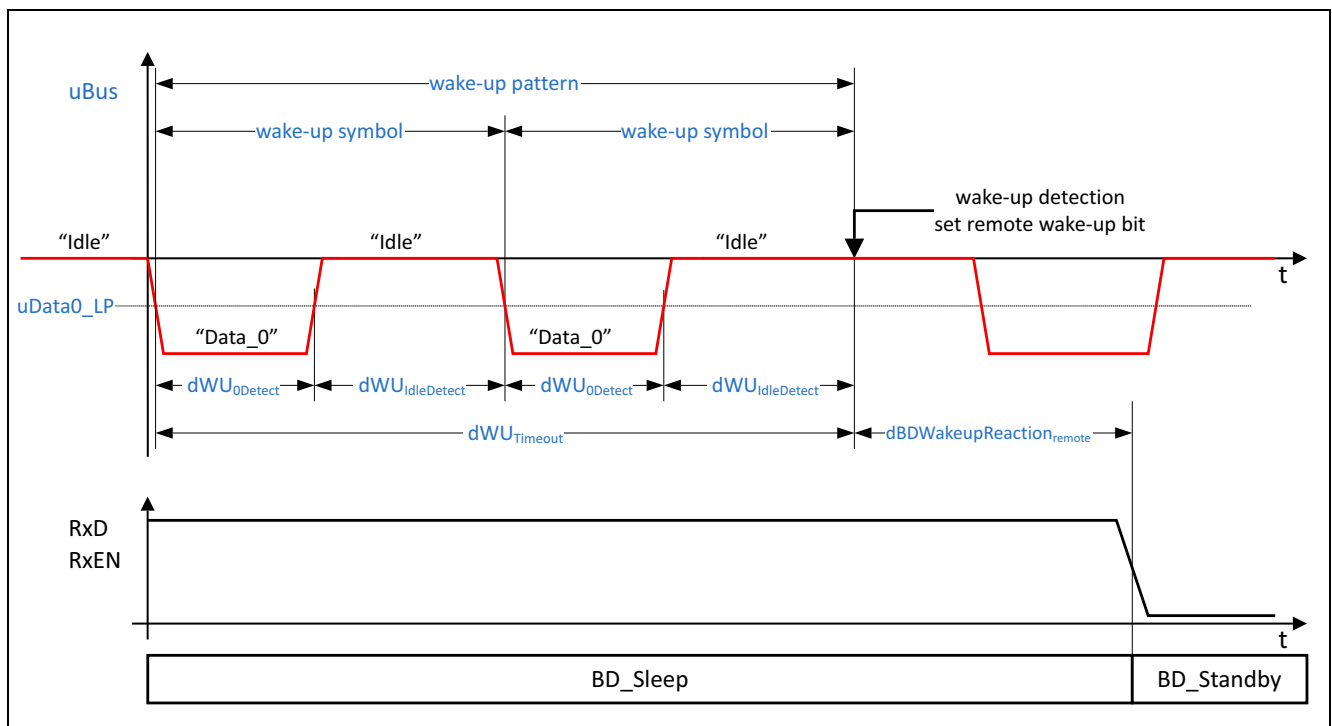 uBus
wake-up pattern
wake-up symbol
wake-up symbol
wake-up detection
set remote wake-up bit
“Idle”
“Idle”
“Idle”
t
uData0_LP
“Data_0”
“Data_0”
dWU0Detect
dWUIdleDetect
dWU0Detect
dWUIdleDetect
dWUTimeout
dBDWakeupReactionremote
RxD
RxEN
t
BD_Sleep
BD_Standby